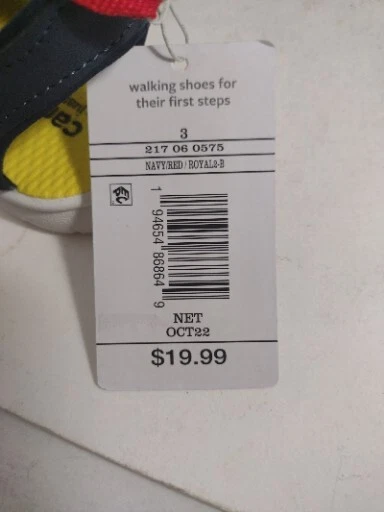 walking shoes for
their first steps
3
217 06 0575
NAVY/RED / ROYAL2-B
1 94654 86864 9
NET
OCT22
$19.99